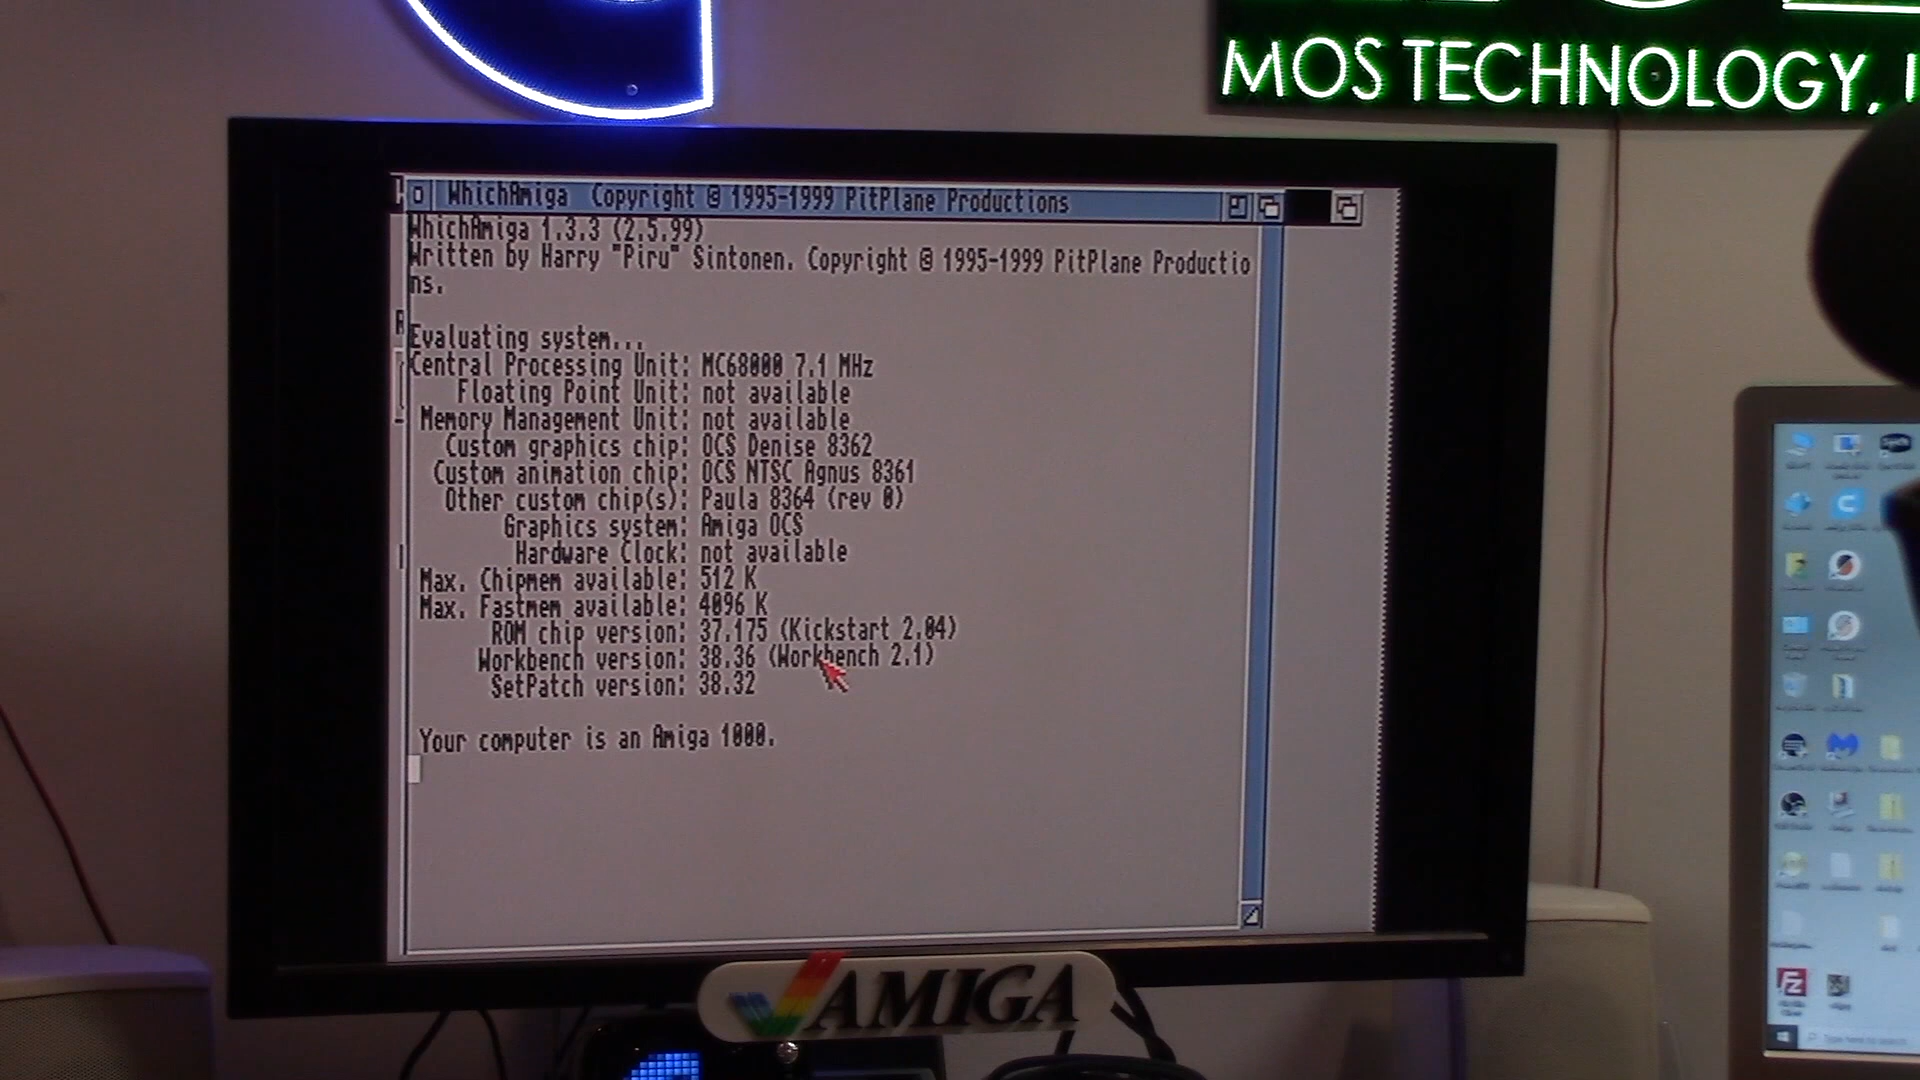 MOS TECHNOLOGY,
WhichAmiga Copyright @ 1995-1999 PitPlane Productions
WhichAmiga 1.3.3 (2.5.99)
Written by Harry "Piru" Sintonen. Copyright @ 1995-1999 PitPlane Productio
ns.
Evaluating system...
Central Processing Unit: MC68000 7.1 MHz
Floating Point Unit: not available
Memory Management Unit: not available
Custom graphics chip: OCS Denise 8362
Custom animation chip: OCS NTSC Agnus 8361
Other custom chip(s): Paula 8364 (rev 0)
Graphics system: Amiga OCS
Hardware Clock: not available
Max. Chipmem available: 512 K
Max. Fastmem available: 4096 K
ROM chip version: 37.175 (Kickstart 2.04)
Workbench version: 38.36 (Workbench 2.1)
SetPatch version: 38.32
Your computer is an Amiga 1000.
AMIGA
Type here to search